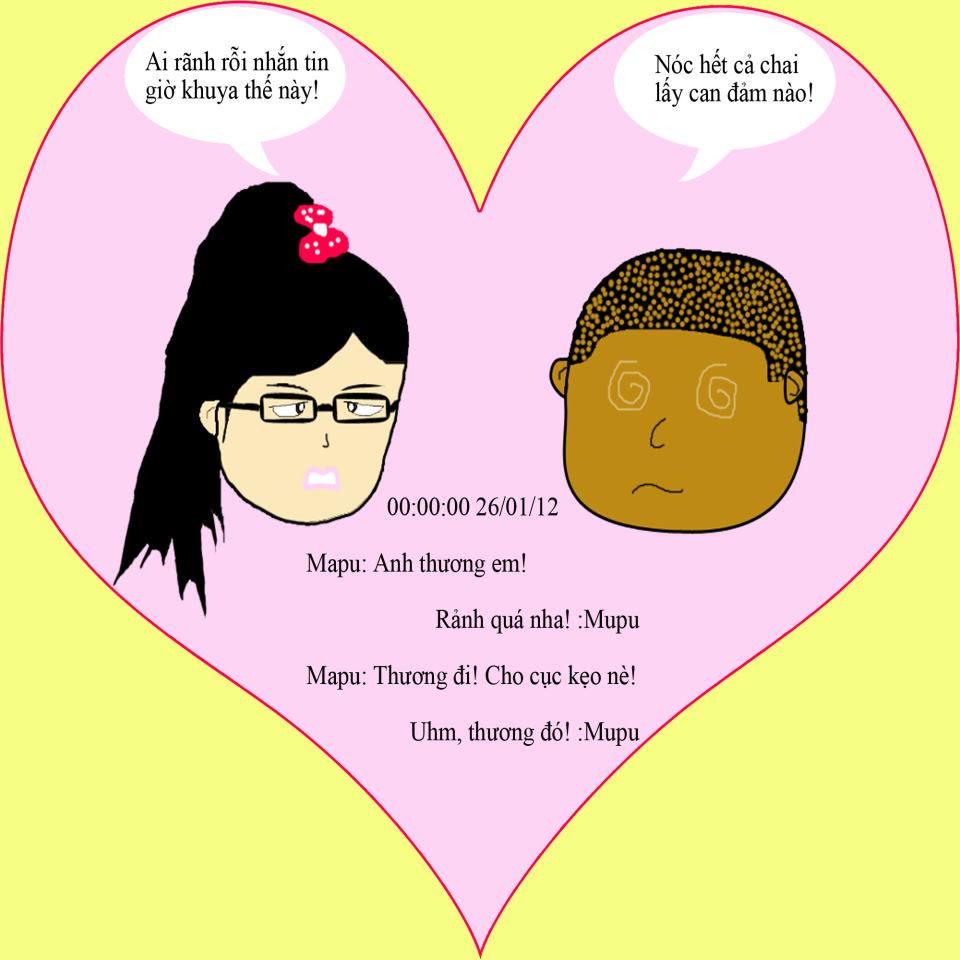 Ai rãnh rỗi nhắn tin
giờ khuya thế này!
Nóc hết cả chai
lấy can đảm nào!
00:00:00 26/01/12
Mapu: Anh thương em!
Rảnh quá nha! :Mupu
Mapu: Thương đi! Cho cục kẹo nè!
Uhm, thương đó! :Mupu